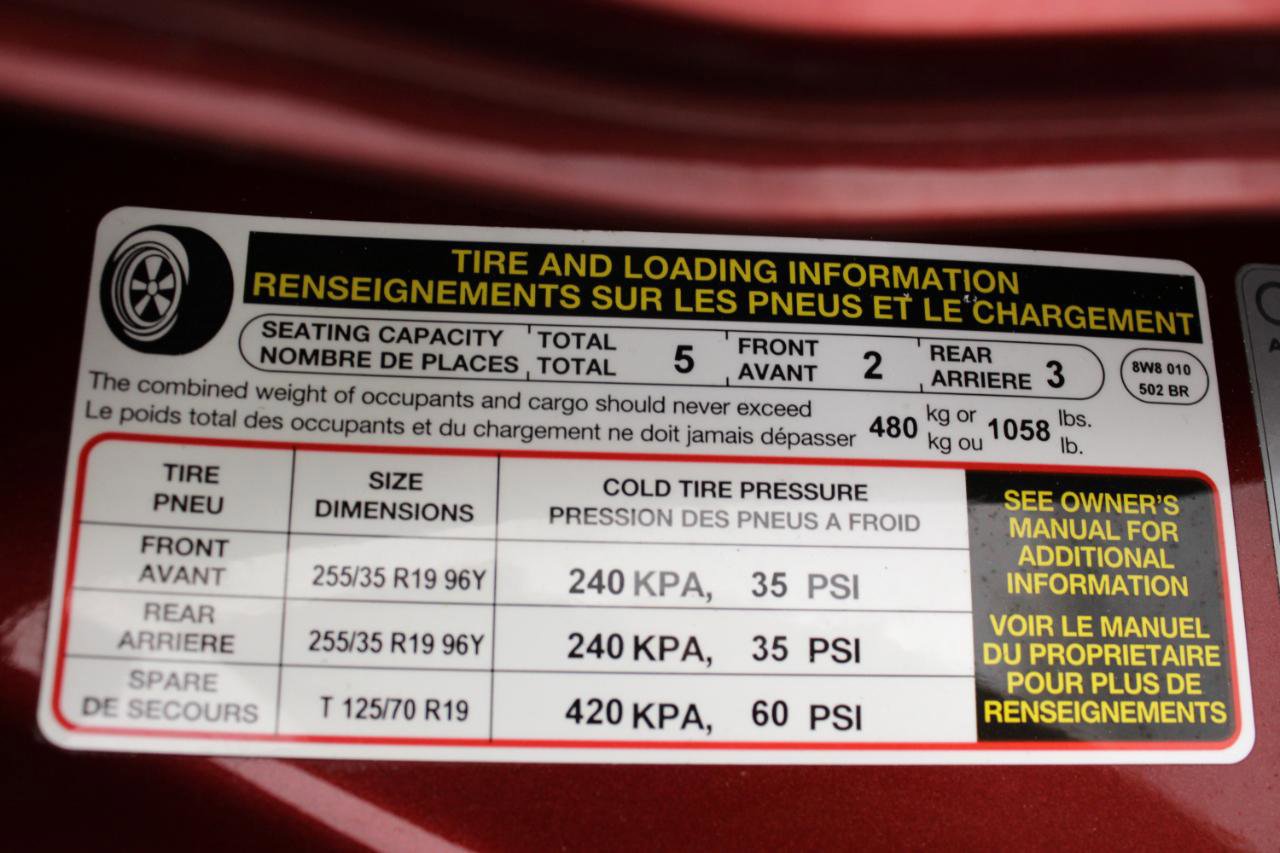 TIRE AND LOADING INFORMATION
RENSEIGNEMENTS SUR LES PNEUS ET LE CHARGEMENT
SEATING CAPACITY TOTAL 5 FRONT 2 REAR 3
NOMBRE DE PLACES TOTAL AVANT ARRIERE
8W8 010
502 BR
The combined weight of occupants and cargo should never exceed 480 kg or 1058 lbs.
Le poids total des occupants et du chargement ne doit jamais dépasser kg ou lb.
TIRE SIZE COLD TIRE PRESSURE
PNEU DIMENSIONS PRESSION DES PNEUS A FROID
FRONT
AVANT 255/35 R19 96Y 240 KPA, 35 PSI
REAR
ARRIERE 255/35 R19 96Y 240 KPA, 35 PSI
SPARE
DE SECOURS T 125/70 R19 420 KPA, 60 PSI
SEE OWNER'S
MANUAL FOR
ADDITIONAL
INFORMATION
VOIR LE MANUEL
DU PROPRIETAIRE
POUR PLUS DE
RENSEIGNEMENTS